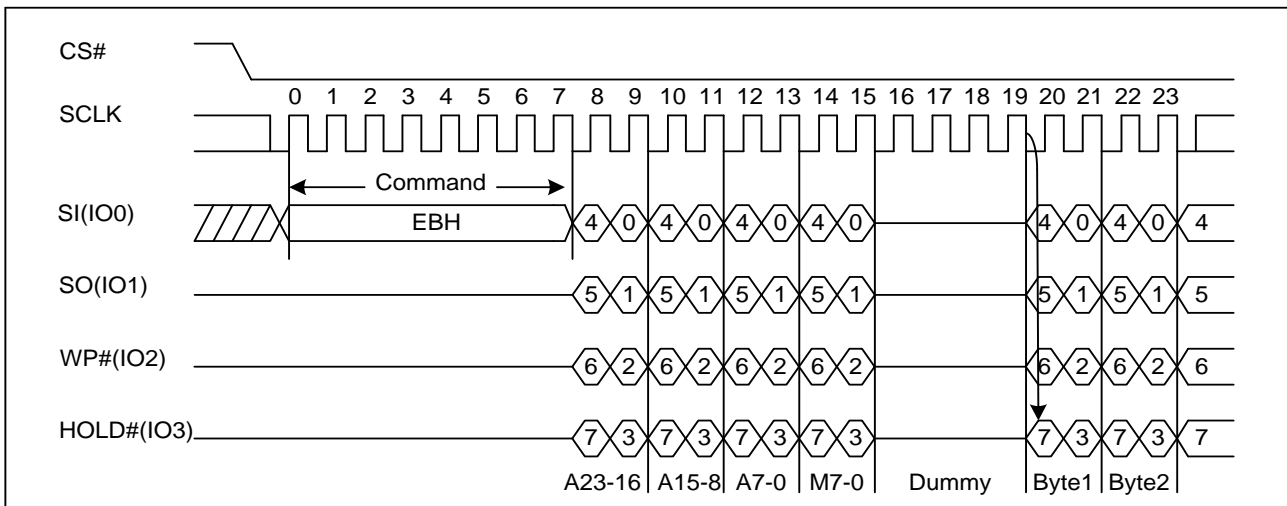 CS#
0 1 2 3 4 5 6 7 8 9 10 11 12 13 14 15 16 17 18 19 20 21 22 23
SCLK
Command
SI(IO0) EBH 4 0 4 0 4 0 4 0 4 0 4 0 4
SO(IO1) 5 1 5 1 5 1 5 1 5 1 5 1 5
WP#(IO2) 6 2 6 2 6 2 6 2 6 2 6 2 6
HOLD#(IO3) 7 3 7 3 7 3 7 3 7 3 7 3 7
A23-16 A15-8 A7-0 M7-0 Dummy Byte1 Byte2